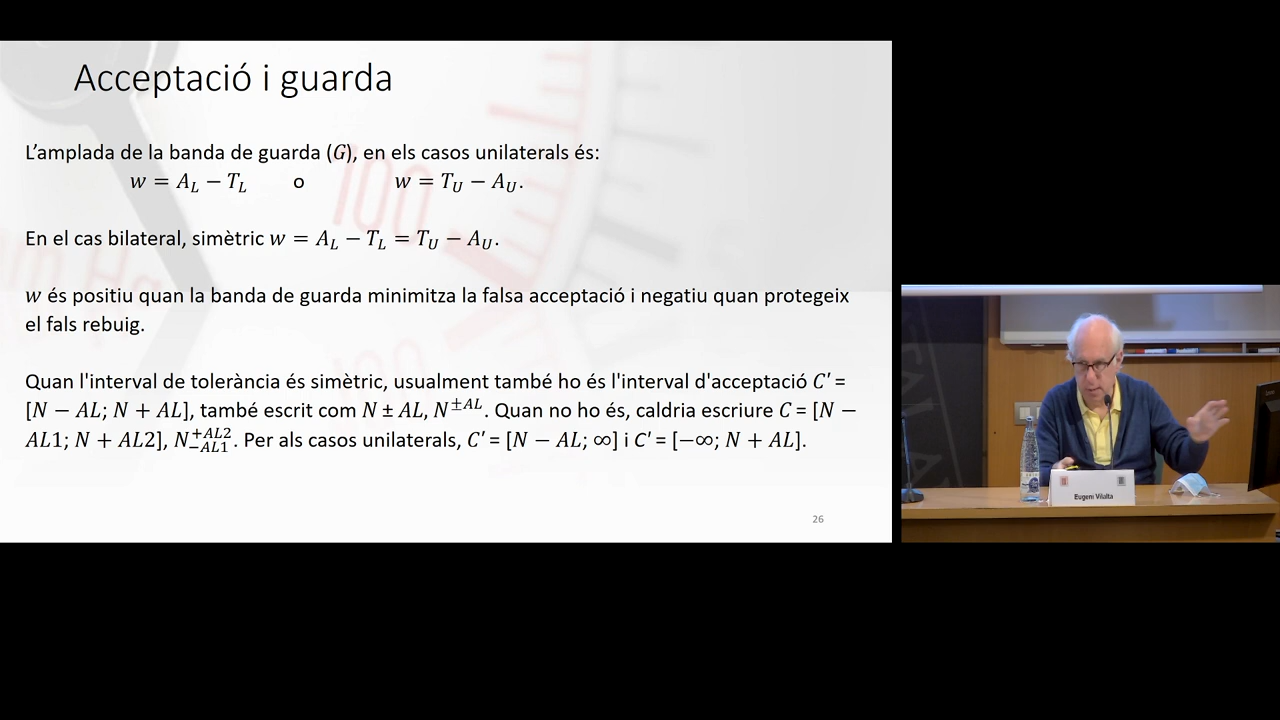 Acceptació i guarda
L'amplada de la banda de guarda (G), en els casos unilaterals és:
w = A_L − T_L o w = T_U − A_U.
En el cas bilateral, simètric w = A_L − T_L = T_U − A_U.
w és positiu quan la banda de guarda minimitza la falsa acceptació i negatiu quan protegeix
el fals rebuig.
Quan l'interval de tolerància és simètric, usualment també ho és l'interval d'acceptació C′ =
[N − AL; N + AL], també escrit com N ± AL, N^{±AL}. Quan no ho és, caldria escriure C = [N −
AL1; N + AL2], N_{−AL1}^{+AL2}. Per als casos unilaterals, C′ = [N − AL; ∞] i C′ = [−∞; N + AL].
26
100
Eugeni Vilalta